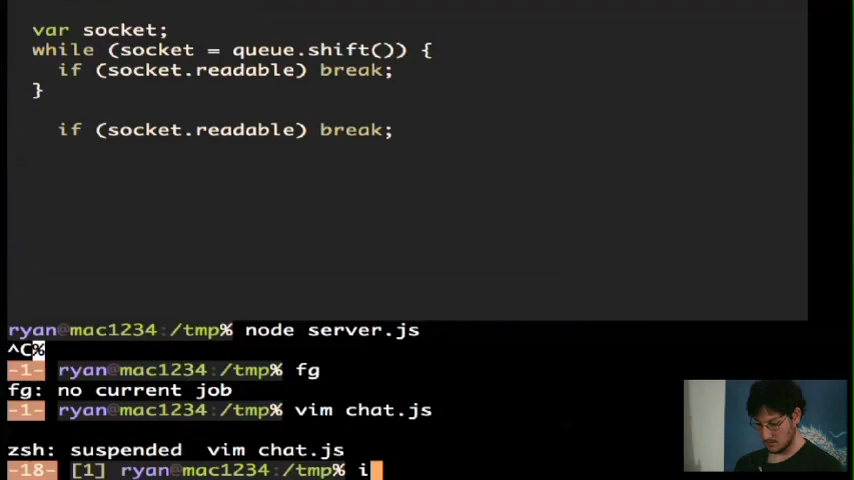 var socket;
while (socket = queue.shift()) {
  if (socket.readable) break;
}
  if (socket.readable) break;
ryan@mac1234:/tmp% node server.js
^C%
-1- ryan@mac1234:/tmp% fg
fg: no current job
-1- ryan@mac1234:/tmp% vim chat.js
zsh: suspended  vim chat.js
-18- [1] ryan@mac1234:/tmp% i